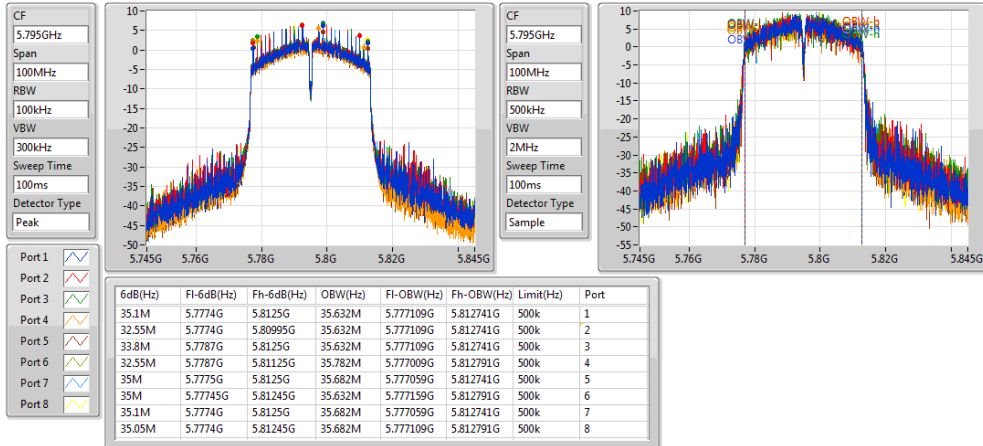 CF
5.795GHz
Span
100MHz
RBW
100kHz
VBW
300kHz
Sweep Time
100ms
Detector Type
Peak
10
5
0
-5
-10
-15
-20
-25
-30
-35
-40
-45
-50
5.745G 5.76G 5.78G 5.8G 5.82G 5.845G
CF
5.795GHz
Span
100MHz
RBW
500kHz
VBW
2MHz
Sweep Time
100ms
Detector Type
Sample
10
5
0
-5
-10
-15
-20
-25
-30
-35
-40
-45
-50
-55
OBW-h
5.745G 5.76G 5.78G 5.8G 5.82G 5.845G
Port 1
Port 2
Port 3
Port 4
Port 5
Port 6
Port 7
Port 8
6dB(Hz) Fl-6dB(Hz) Fh-6dB(Hz) OBW(Hz) Fl-OBW(Hz) Fh-OBW(Hz) Limit(Hz) Port
35.1M 5.7774G 5.8125G 35.632M 5.777109G 5.812741G 500k 1
32.55M 5.7774G 5.80995G 35.632M 5.777109G 5.812741G 500k 2
33.8M 5.7787G 5.8125G 35.632M 5.777109G 5.812741G 500k 3
32.55M 5.7787G 5.81125G 35.782M 5.777009G 5.812791G 500k 4
35M 5.7775G 5.8125G 35.682M 5.777059G 5.812741G 500k 5
35M 5.77745G 5.81245G 35.632M 5.777159G 5.812791G 500k 6
35.1M 5.7774G 5.8125G 35.682M 5.777059G 5.812741G 500k 7
35.05M 5.7774G 5.81245G 35.682M 5.777109G 5.812791G 500k 8